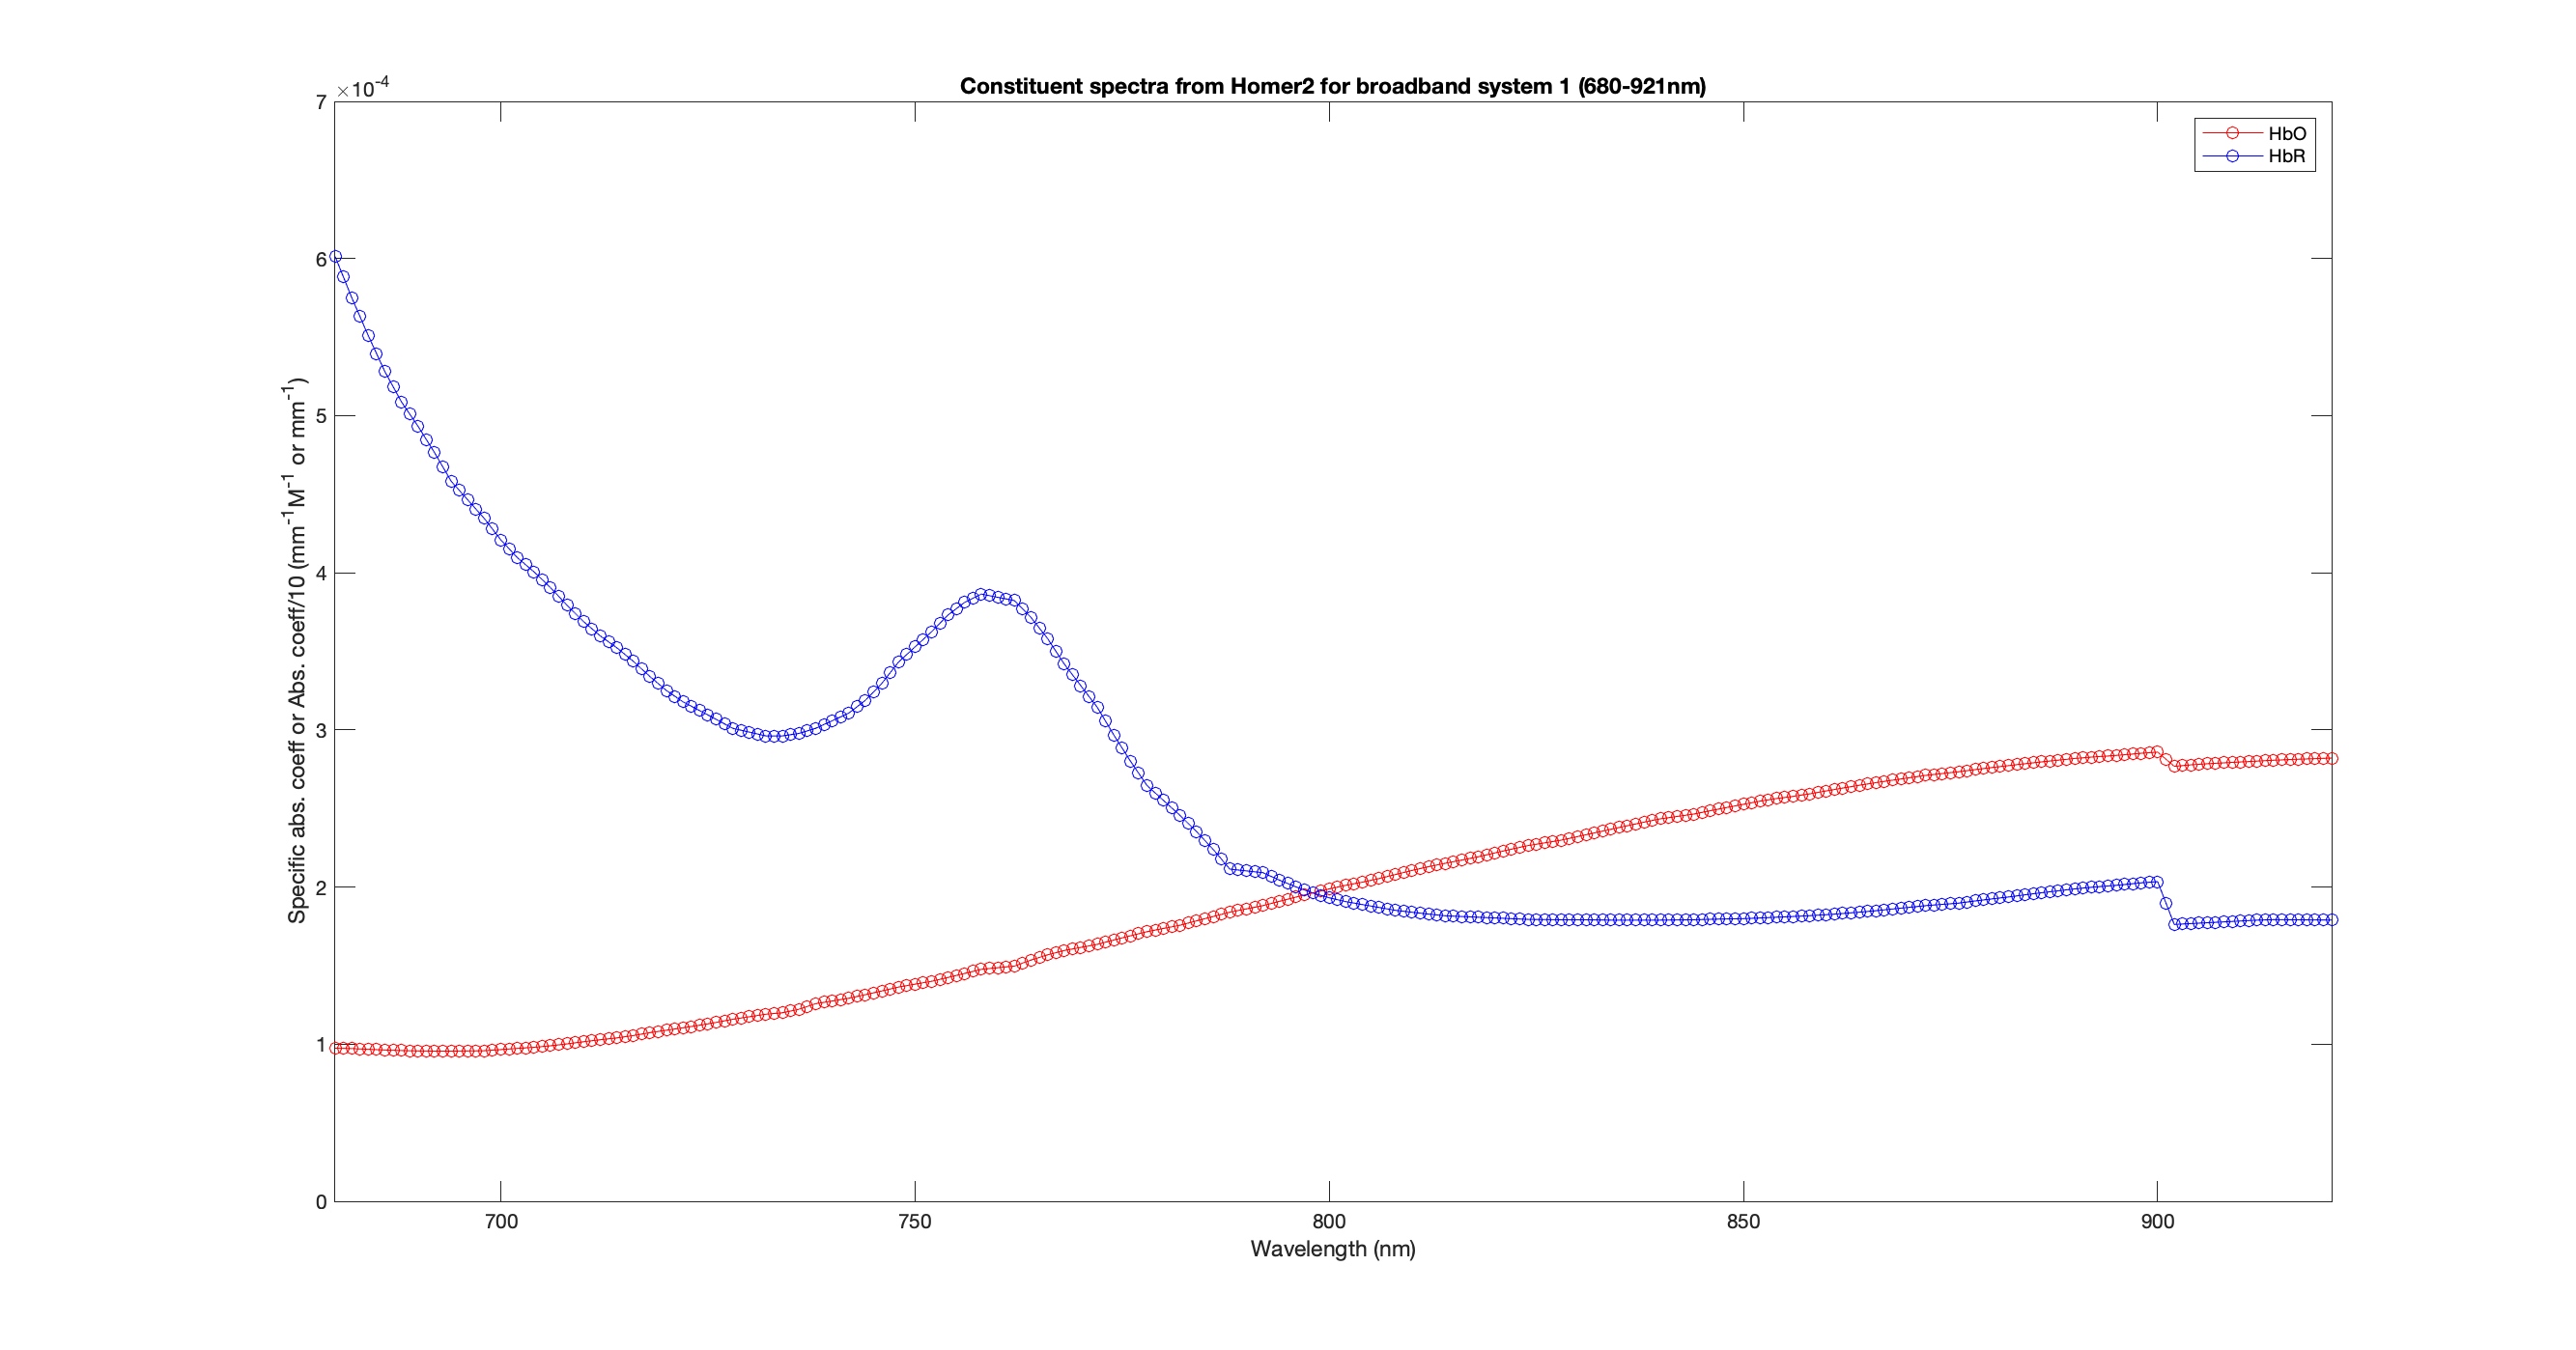 Constituent spectra from Homer2 for broadband system 1 (680-921nm)
×10-4
7
6
5
4
3
2
1
0
Specific abs. coeff or Abs. coeff/10 (mm-1M-1 or mm-1)
HbO
HbR
700 750 800 850 900
Wavelength (nm)